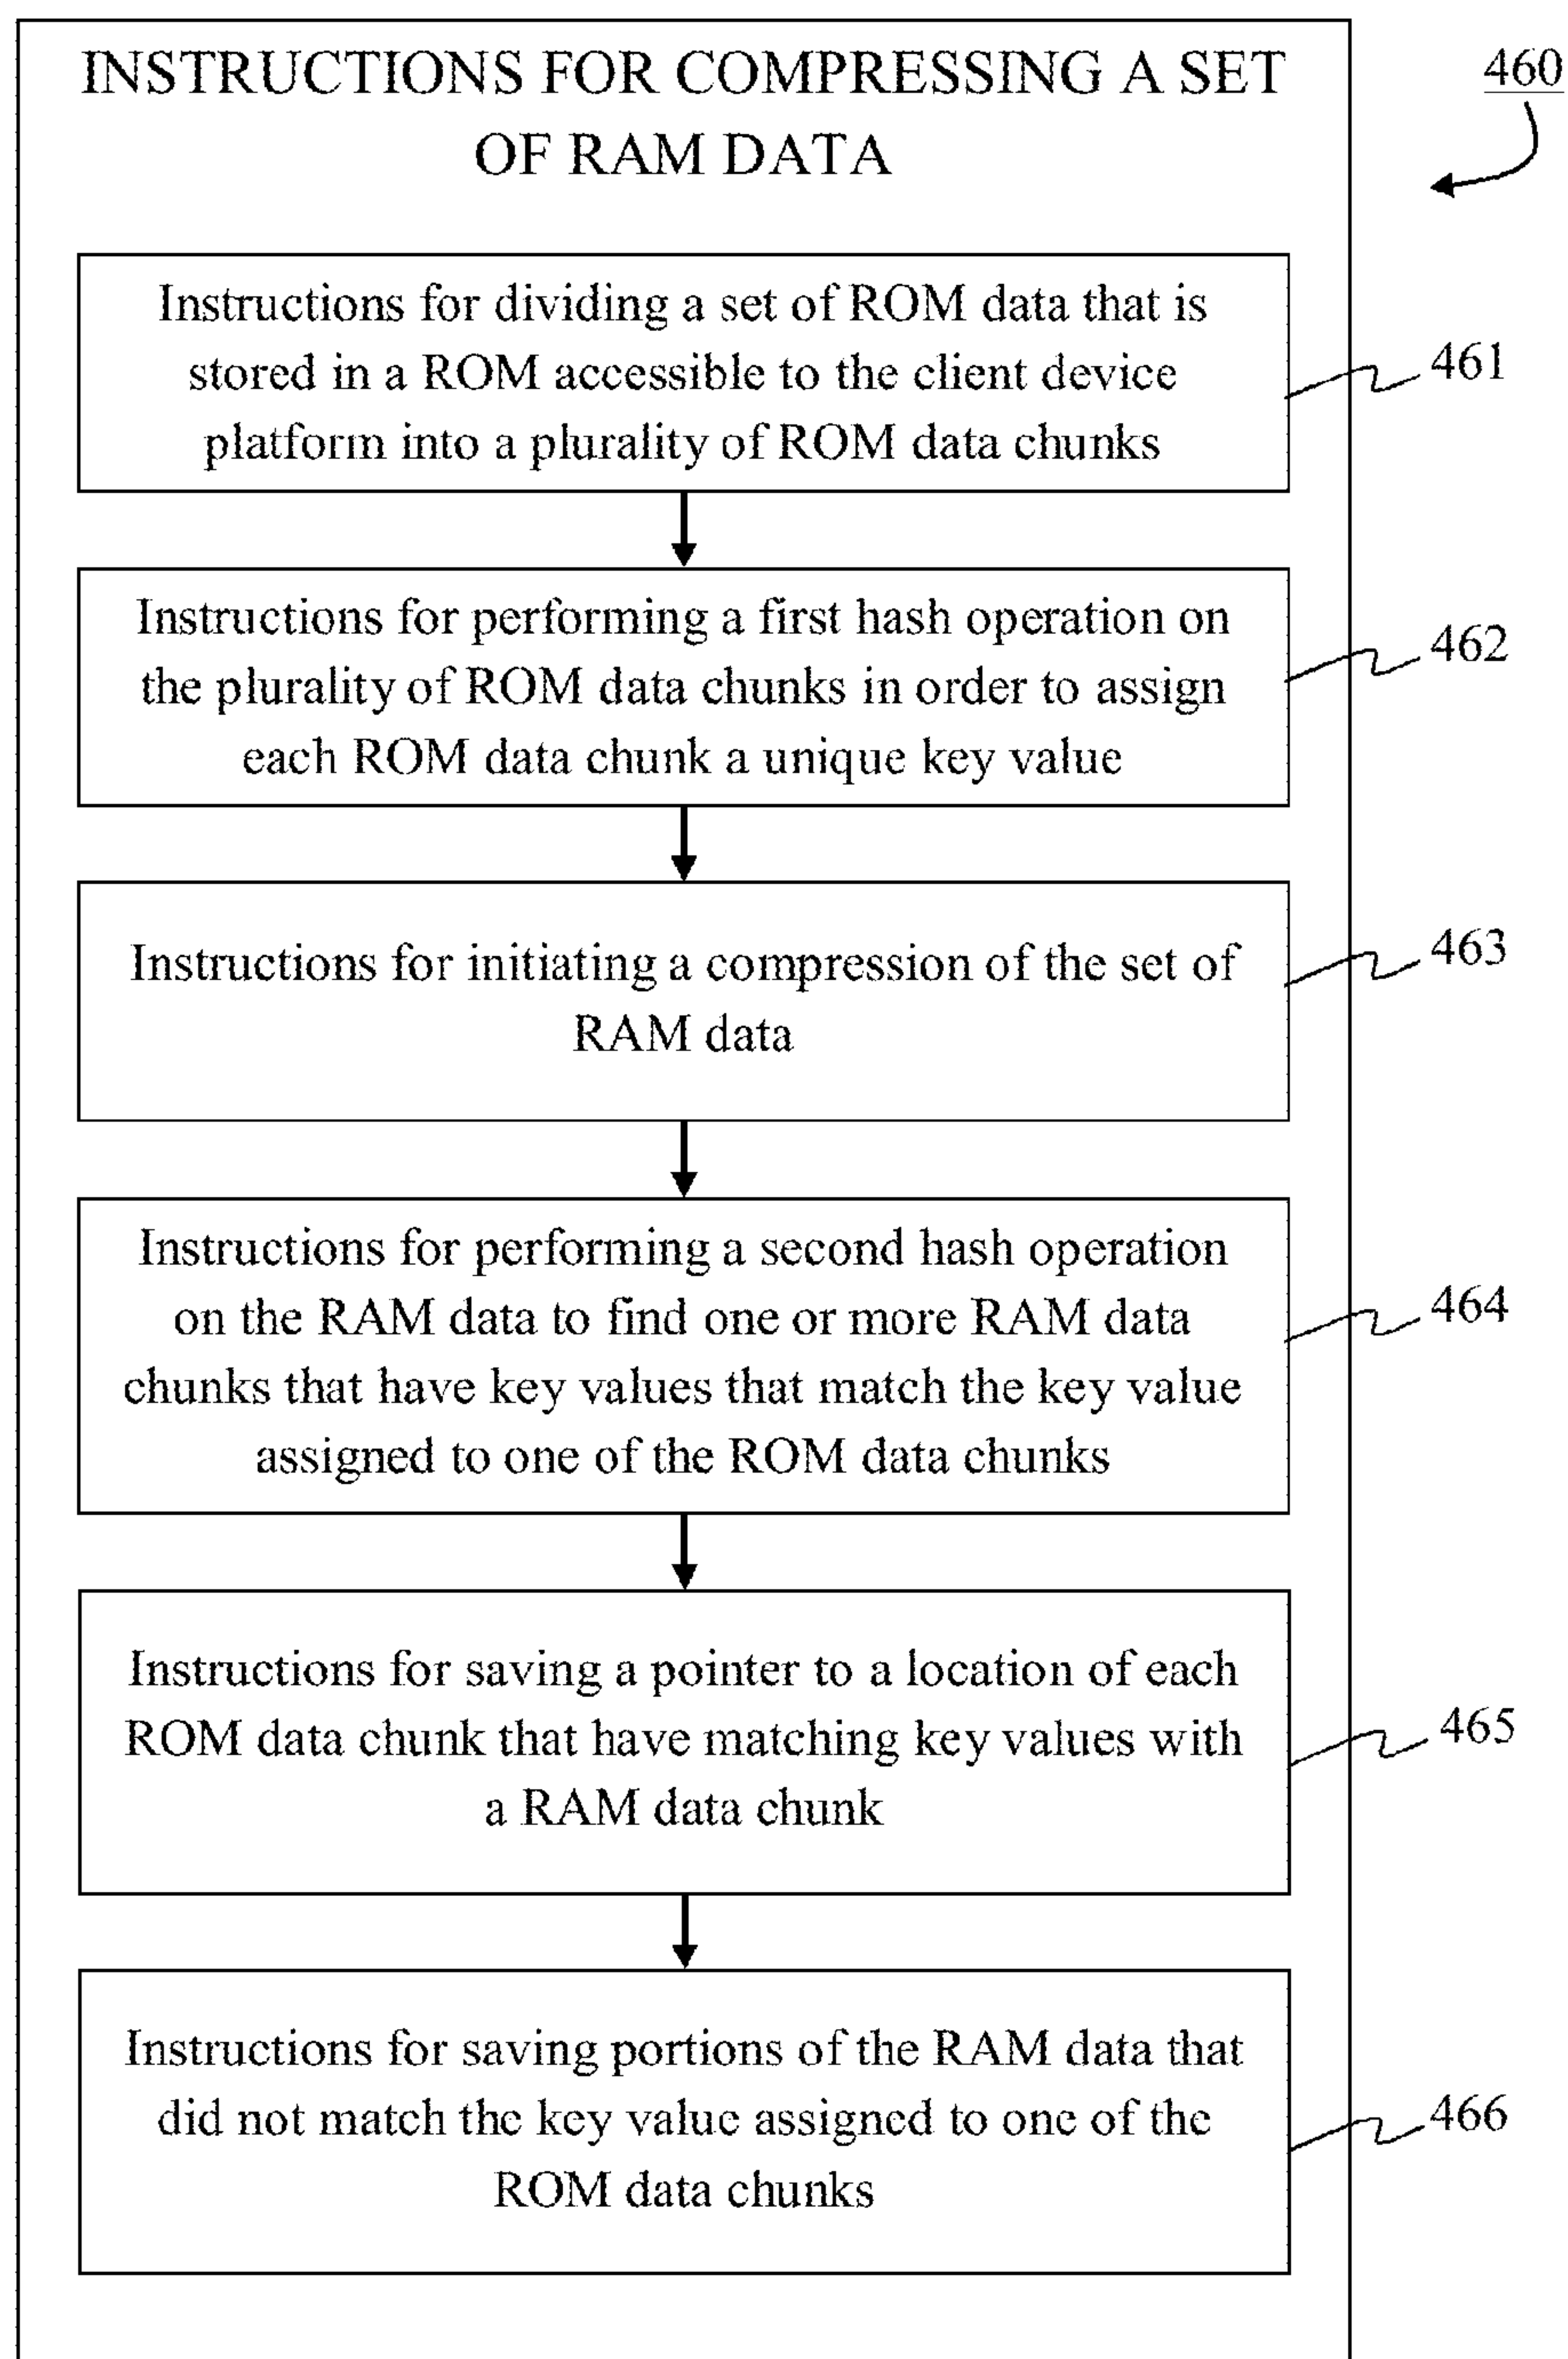 INSTRUCTIONS FOR COMPRESSING A SET
OF RAM DATA
460
Instructions for dividing a set of ROM data that is
stored in a ROM accessible to the client device
platform into a plurality of ROM data chunks
461
Instructions for performing a first hash operation on
the plurality of ROM data chunks in order to assign
each ROM data chunk a unique key value
462
Instructions for initiating a compression of the set of
RAM data
463
Instructions for performing a second hash operation
on the RAM data to find one or more RAM data
chunks that have key values that match the key value
assigned to one of the ROM data chunks
464
Instructions for saving a pointer to a location of each
ROM data chunk that have matching key values with
a RAM data chunk
465
Instructions for saving portions of the RAM data that
did not match the key value assigned to one of the
ROM data chunks
466